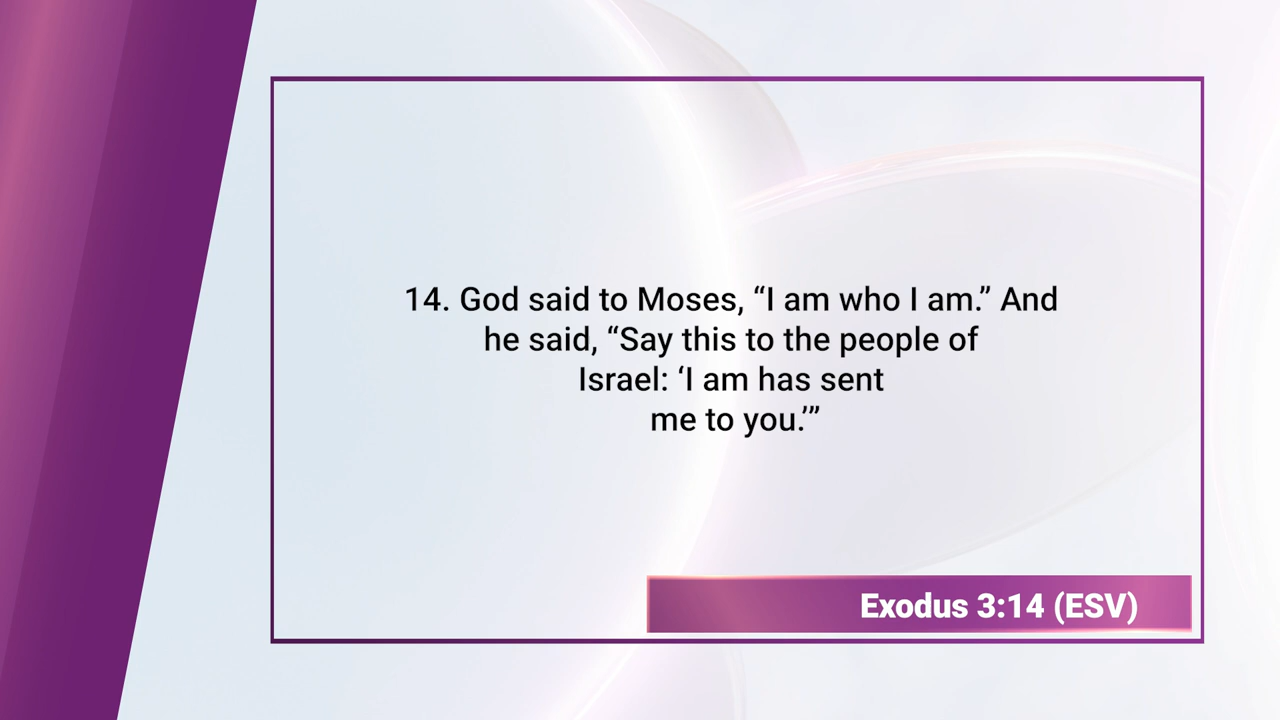 14. God said to Moses, “I am who I am.” And
he said, “Say this to the people of
Israel: ‘I am has sent
me to you.’”
Exodus 3:14 (ESV)